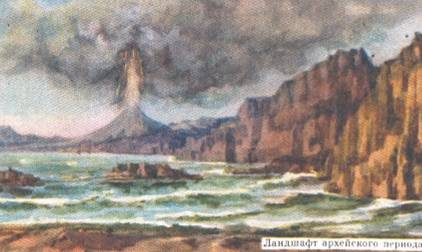 Ландшафт архейского периода